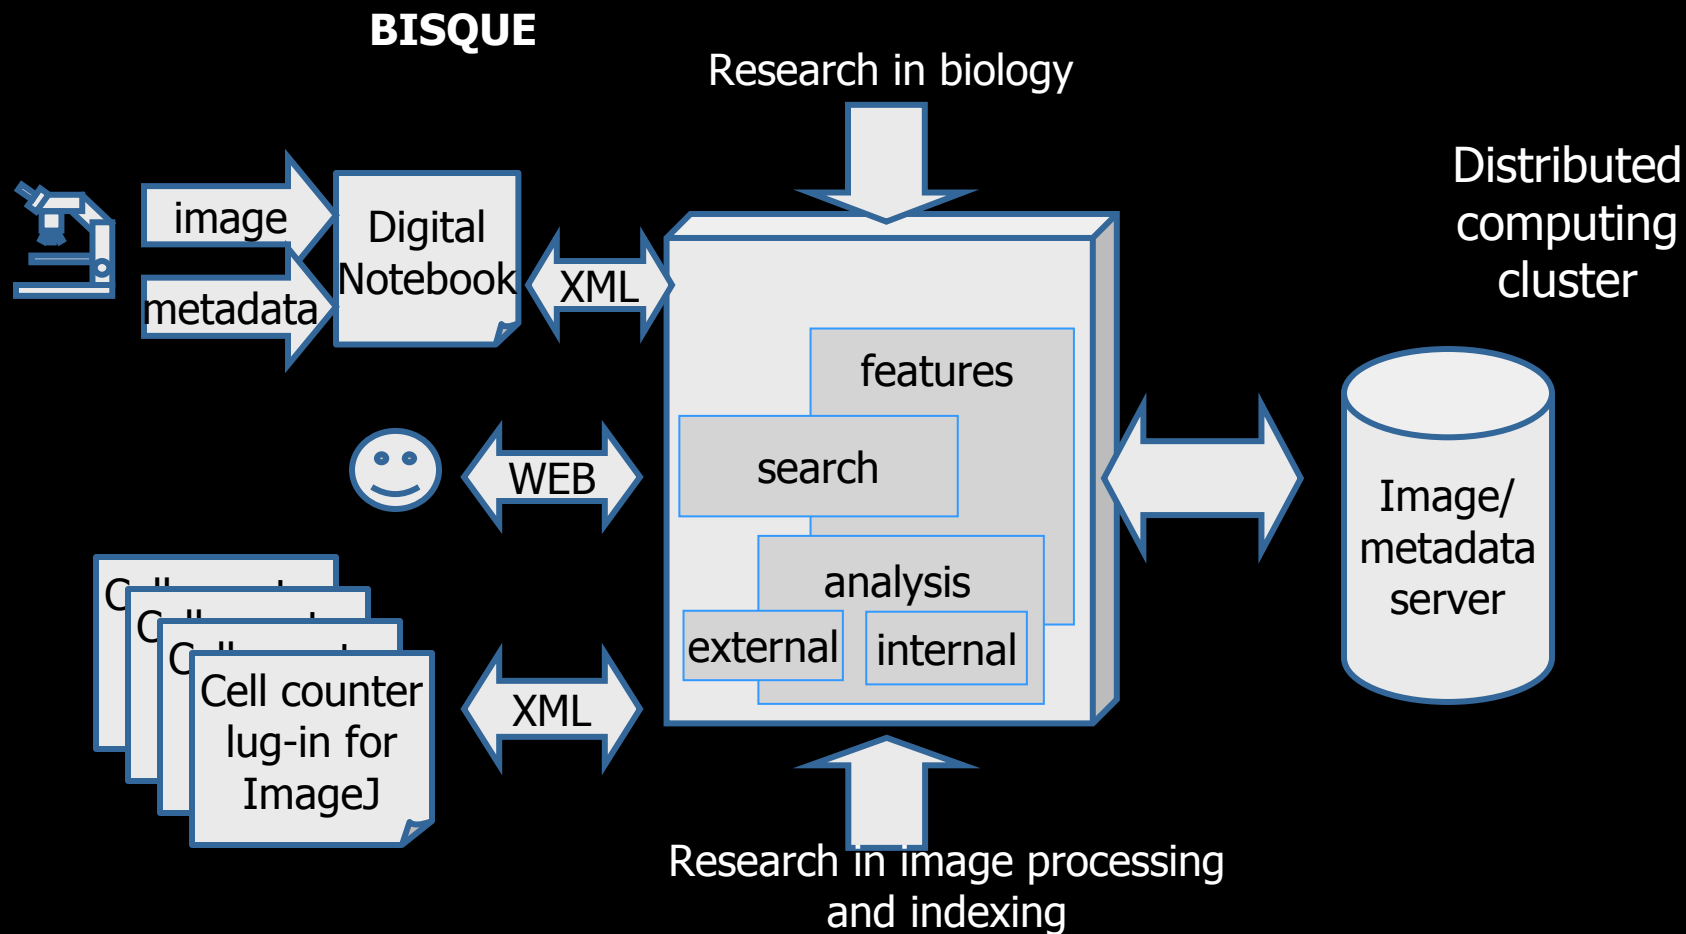 BISQUE
Research in biology
Distributed
computing
cluster
image
metadata
Digital
Notebook
XML
features
search
WEB
analysis
external
internal
Image/
metadata
server
Cell counter
lug-in for
ImageJ
XML
Research in image processing
and indexing